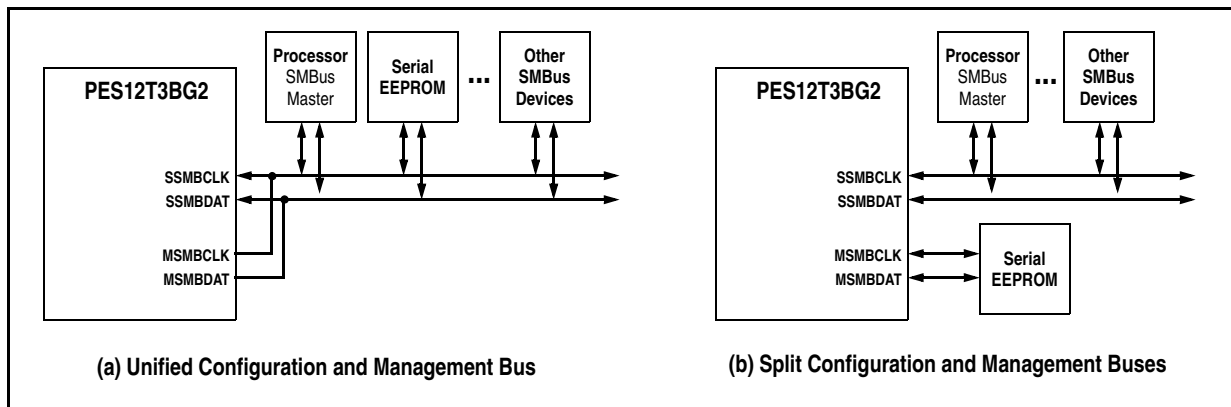 PES12T3BG2
Processor
SMBus
Master
Serial
EEPROM
...
Other
SMBus
Devices
SSMBCLK
SSMBDAT
MSMBCLK
MSMBDAT
(a) Unified Configuration and Management Bus
PES12T3BG2
Processor
SMBus
Master
...
Other
SMBus
Devices
SSMBCLK
SSMBDAT
MSMBCLK
MSMBDAT
Serial
EEPROM
(b) Split Configuration and Management Buses